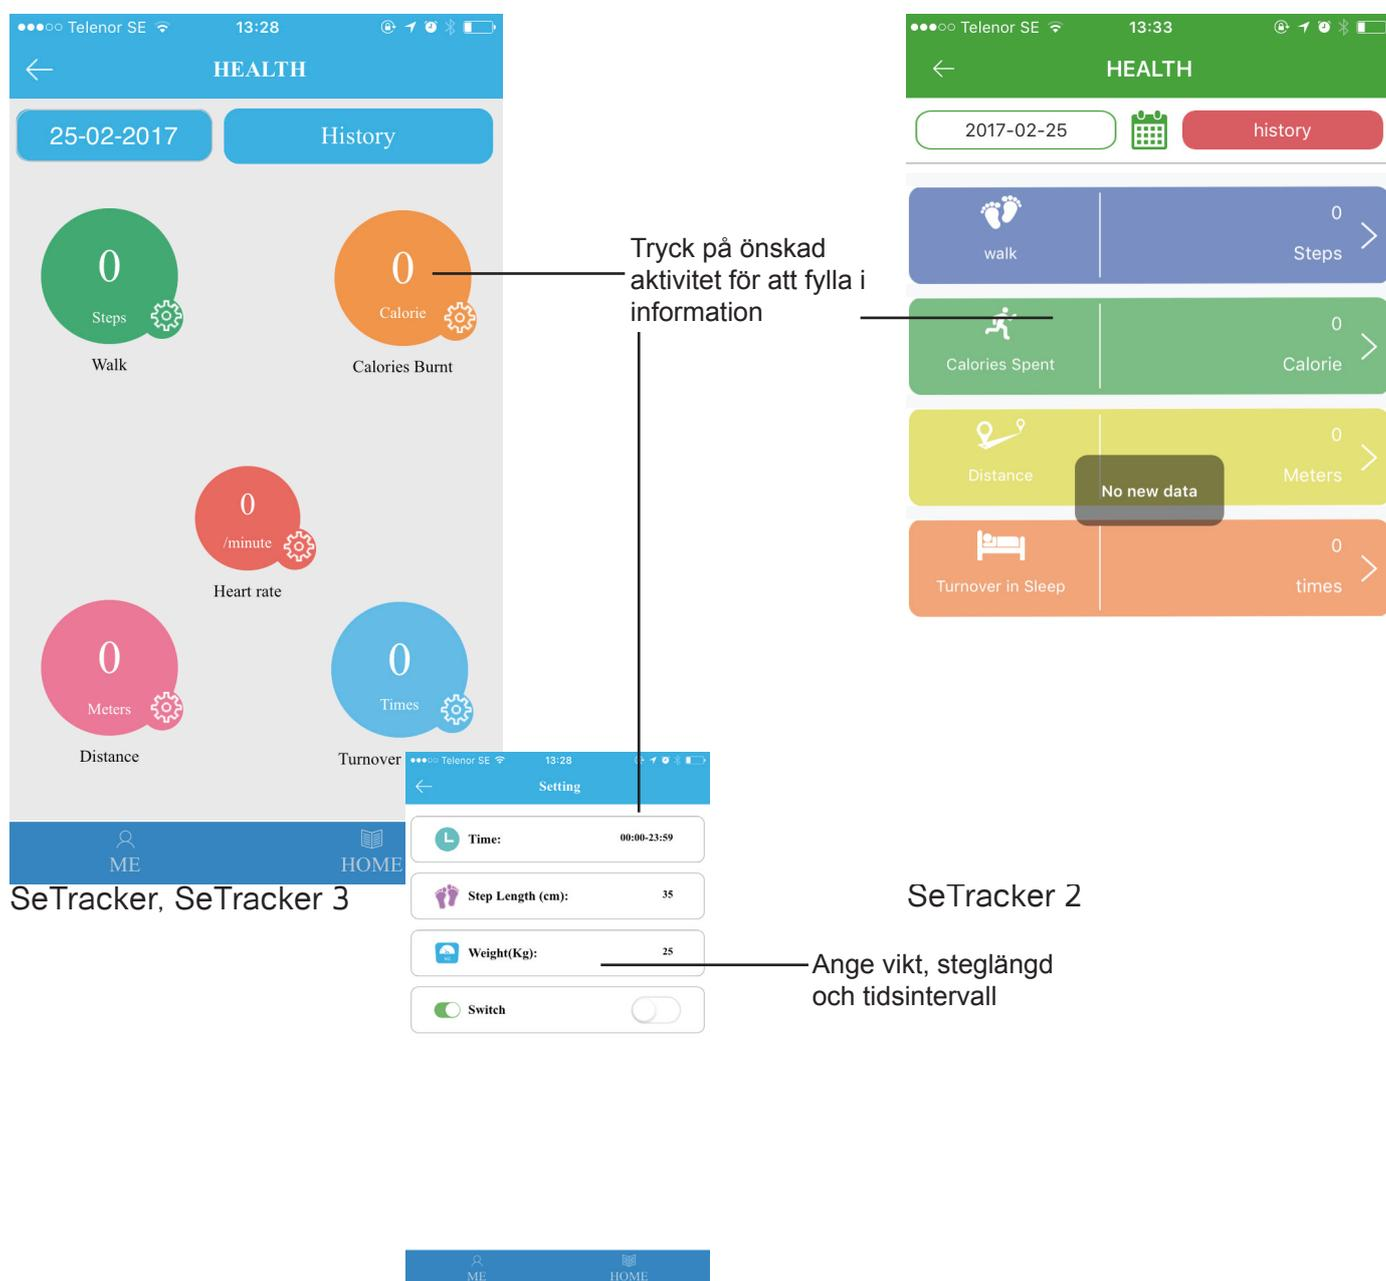 Telenor SE
13:28
HEALTH
25-02-2017
History
0
Steps
Walk
0
Calorie
Calories Burnt
0
/minute
Heart rate
0
Meters
Distance
0
Times
Turnover
ME
HOME
SeTracker, SeTracker 3
Tryck på önskad
aktivitet för att fylla i
information
Telenor SE
13:28
Setting
Time:
00:00-23:59
Step Length (cm):
35
Weight(Kg):
25
Switch
ME
HOME
Ange vikt, steglängd
och tidsintervall
Telenor SE
13:33
HEALTH
2017-02-25
history
walk
0
Steps
Calories Spent
0
Calorie
Distance
0
Meters
No new data
Turnover in Sleep
0
times
SeTracker 2